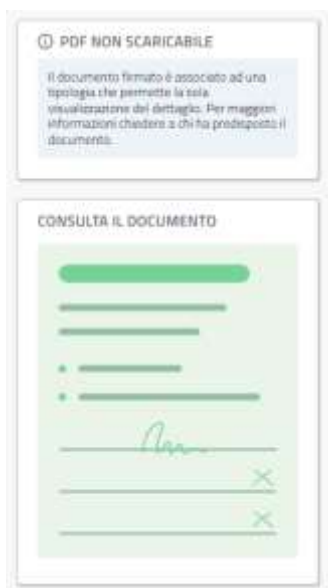 PDF NON SCARICABILE
Il documento firmato è associato ad una
tipologia che permette la sola
visualizzazione del dettaglio. Per maggiori
informazioni chiedere a chi ha predisposto il
documento.
CONSULTA IL DOCUMENTO